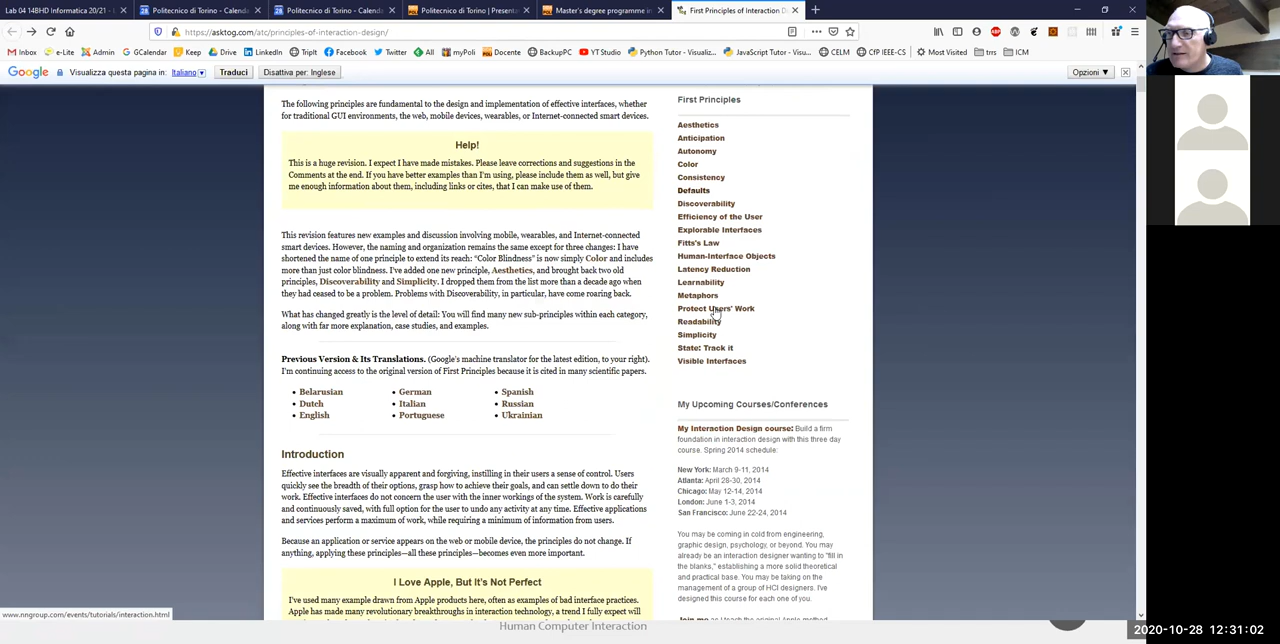 Lab 04 14BHD Informatica 20/21 - L
Politecnico di Torino - Calenda
Politecnico di Torino - Calenda
Politecnico di Torino | Presenta
Master's degree programme in
First Principles of Interaction D
https://asktog.com/atc/principles-of-interaction-design/
Inbox
e-Lite
Admin
GCalendar
Keep
Drive
LinkedIn
TripIt
Facebook
Twitter
All
myPoli
Docente
BackupPC
YT Studio
Python Tutor - Visualiz...
JavaScript Tutor - Visu...
CELM
CfP IEEE-CS
Most Visited
trrs
ICM
Google
Visualizza questa pagina in:
Italiano
Traduci
Disattiva per: Inglese
Opzioni ▼
The following principles are fundamental to the design and implementation of effective interfaces, whether
for traditional GUI environments, the web, mobile devices, wearables, or Internet-connected smart devices.
Help!
This is a huge revision. I expect I have made mistakes. Please leave corrections and suggestions in the
Comments at the end. If you have better examples than I'm using, please include them as well, but give
me enough information about them, including links or cites, that I can make use of them.
This revision features new examples and discussion involving mobile, wearables, and Internet-connected
smart devices. However, the naming and organization remains the same except for three changes: I have
shortened the name of one principle to extend its reach: “Color Blindness” is now simply Color and includes
more than just color blindness. I've added one new principle, Aesthetics, and brought back two old
principles, Discoverability and Simplicity. I dropped them from the list more than a decade ago when
they had ceased to be a problem. Problems with Discoverability, in particular, have come roaring back.
What has changed greatly is the level of detail: You will find many new sub-principles within each category,
along with far more explanation, case studies, and examples.
Previous Version & Its Translations. (Google's machine translator for the latest edition, to your right).
I'm continuing access to the original version of First Principles because it is cited in many scientific papers.
• Belarusian
• German
• Spanish
• Dutch
• Italian
• Russian
• English
• Portuguese
• Ukrainian
Introduction
Effective interfaces are visually apparent and forgiving, instilling in their users a sense of control. Users
quickly see the breadth of their options, grasp how to achieve their goals, and can settle down to do their
work. Effective interfaces do not concern the user with the inner workings of the system. Work is carefully
and continuously saved, with full option for the user to undo any activity at any time. Effective applications
and services perform a maximum of work, while requiring a minimum of information from users.
Because an application or service appears on the web or mobile device, the principles do not change. If
anything, applying these principles—all these principles—becomes even more important.
I Love Apple, But It's Not Perfect
I've used many example drawn from Apple products here, often as examples of bad interface practices.
Apple has made many revolutionary breakthroughs in interaction technology, a trend I fully expect will
First Principles
Aesthetics
Anticipation
Autonomy
Color
Consistency
Defaults
Discoverability
Efficiency of the User
Explorable Interfaces
Fitts's Law
Human-Interface Objects
Latency Reduction
Learnability
Metaphors
Protect Users' Work
Readability
Simplicity
State: Track it
Visible Interfaces
My Upcoming Courses/Conferences
My Interaction Design course: Build a firm
foundation in interaction design with this three day
course. Spring 2014 schedule:
New York: March 9-11, 2014
Atlanta: April 28-30, 2014
Chicago: May 12-14, 2014
London: June 1-3, 2014
San Francisco: June 22-24, 2014
You may be coming in cold from engineering,
graphic design, psychology, or beyond. You may
already be an interaction designer wanting to "fill in
the blanks," establishing a more solid theoretical
and practical base. You may be taking on the
management of a group of HCI designers. I've
designed this course for each one of you.
www.nngroup.com/events/tutorials/interaction.html
Human Computer Interaction
2020-10-28 12:31:02